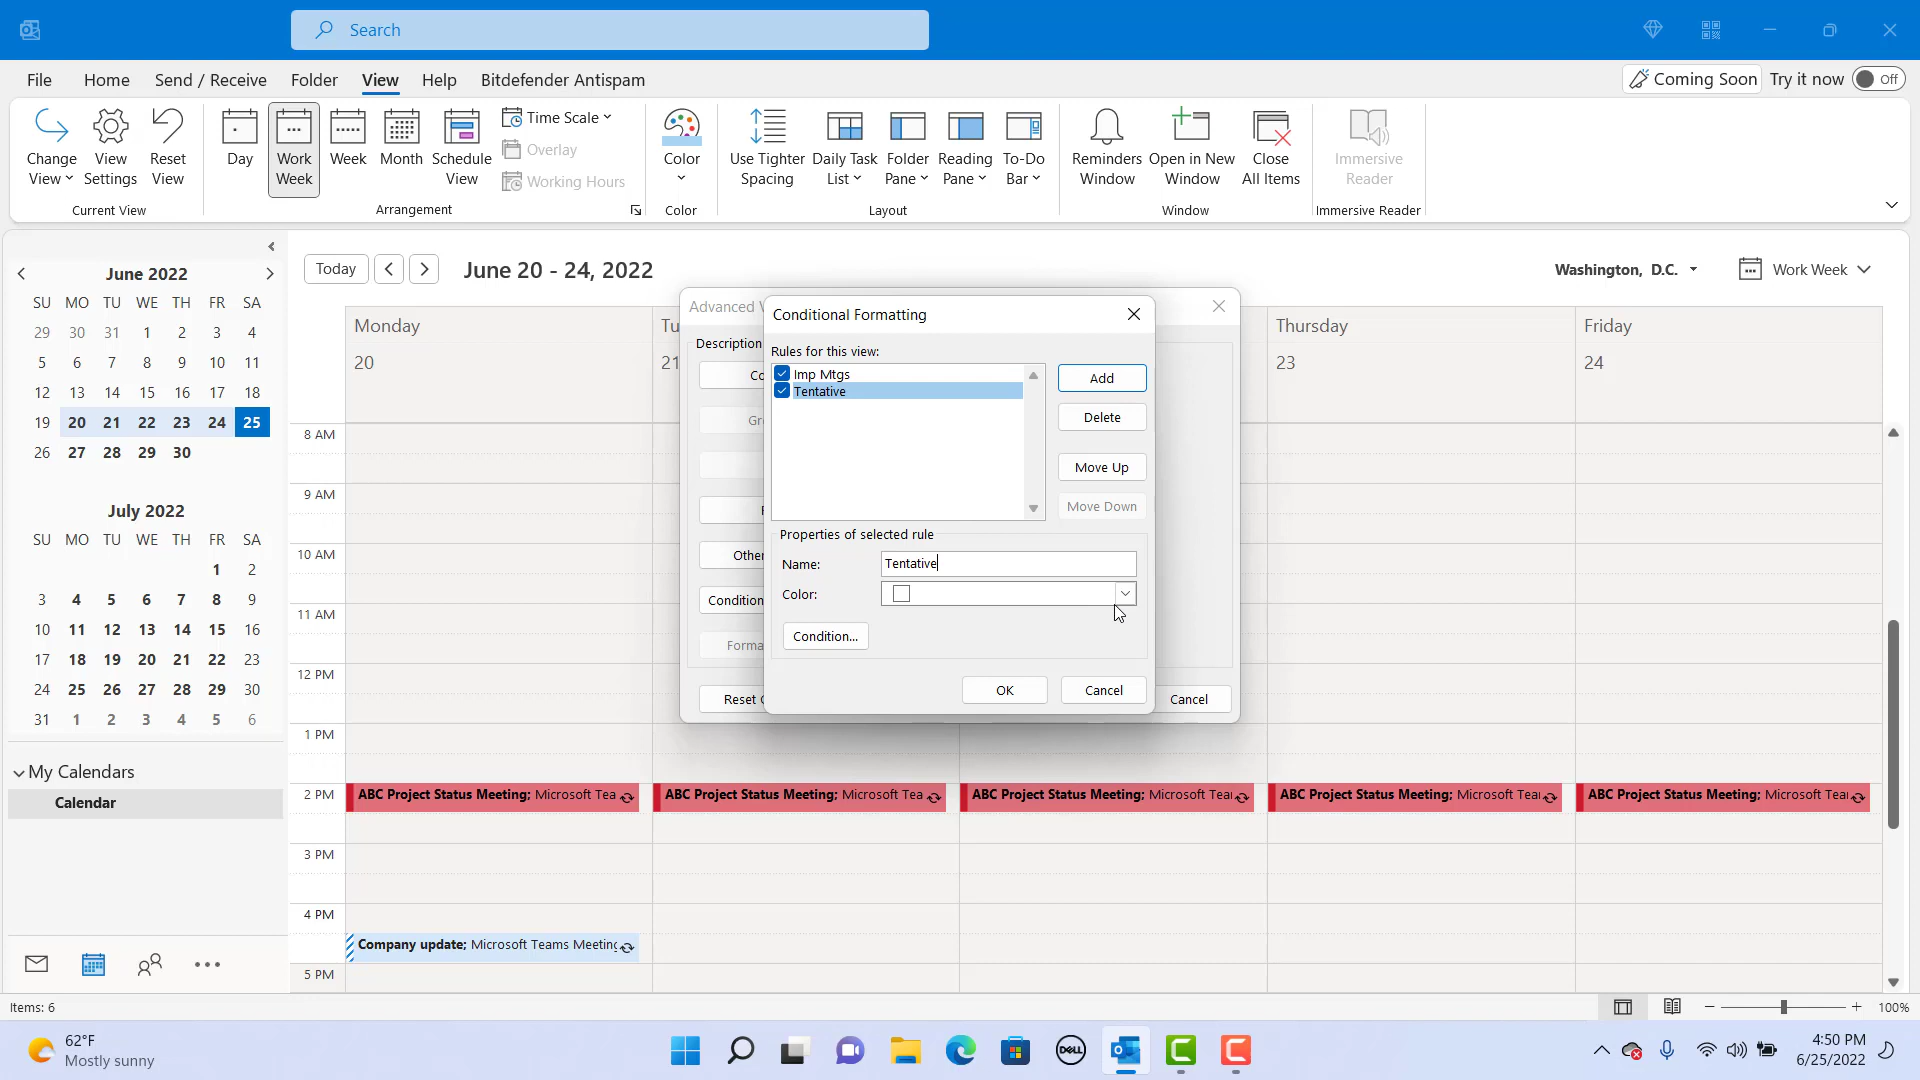 Search
File Home Send / Receive Folder View Help Bitdefender Antispam
Coming Soon Try it now Off
Change View
View Settings
Reset View
Current View
Day
Work Week
Week
Month
Schedule View
Time Scale
Overlay
Working Hours
Arrangement
Color
Color
Use Tighter Spacing
Daily Task List
Folder Pane
Reading Pane
To-Do Bar
Layout
Reminders Window
Open in New Window
Close All Items
Window
Immersive Reader
Immersive Reader
June 2022
SU MO TU WE TH FR SA
29 30 31 1 2 3 4
5 6 7 8 9 10 11
12 13 14 15 16 17 18
19 20 21 22 23 24 25
26 27 28 29 30
July 2022
SU MO TU WE TH FR SA
1 2
3 4 5 6 7 8 9
10 11 12 13 14 15 16
17 18 19 20 21 22 23
24 25 26 27 28 29 30
31 1 2 3 4 5 6
My Calendars
Calendar
Items: 6
Today June 20 - 24, 2022 Washington, D.C. Work Week
Monday Tu Thursday Friday
20 21 23 24
8 AM
9 AM
10 AM
11 AM
12 PM
1 PM
2 PM
3 PM
4 PM
5 PM
Advanced V
Description
Co
Gr
F
Other
Condition
Forma
Reset C
Cancel
Conditional Formatting
Rules for this view:
Imp Mtgs
Tentative
Add
Delete
Move Up
Move Down
Properties of selected rule
Name: Tentative
Color:
Condition...
OK Cancel
ABC Project Status Meeting; Microsoft Tea
ABC Project Status Meeting; Microsoft Tea
ABC Project Status Meeting; Microsoft Tea
ABC Project Status Meeting; Microsoft Tea
ABC Project Status Meeting; Microsoft Tea
Company update; Microsoft Teams Meeting
100%
62°F
Mostly sunny
DELL
4:50 PM
6/25/2022